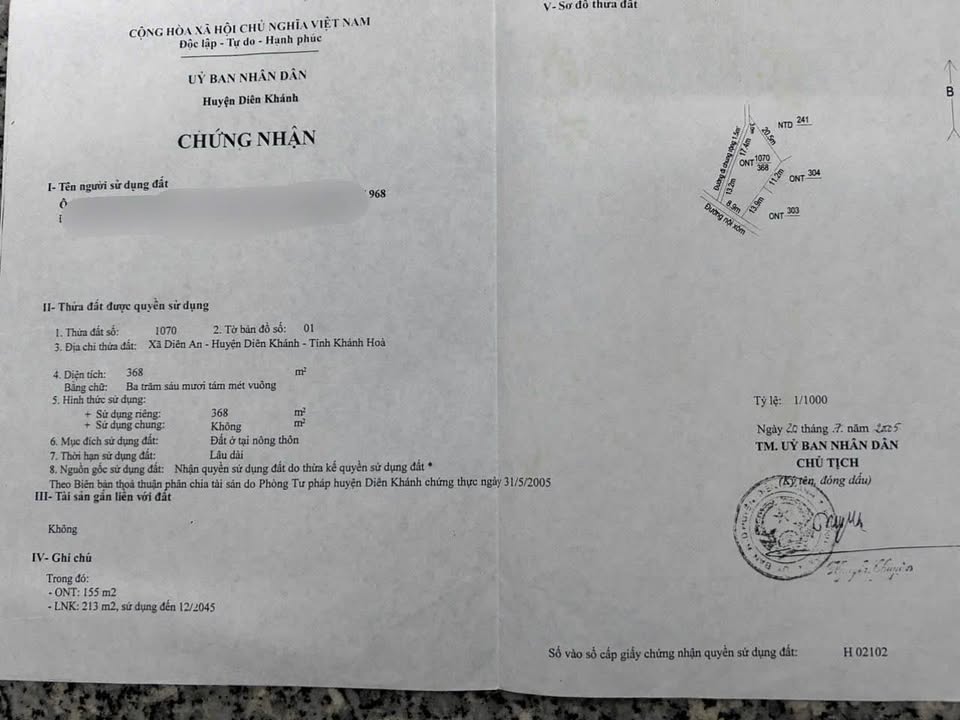 CỘNG HÒA XÃ HỘI CHỦ NGHĨA VIỆT NAM
Độc lập - Tự do - Hạnh phúc
UỶ BAN NHÂN DÂN
Huyện Diên Khánh
CHỨNG NHẬN
I- Tên người sử dụng đất
968
II- Thửa đất được quyền sử dụng
1. Thửa đất số: 1070 2. Tờ bản đồ số: 01
3. Địa chỉ thửa đất: Xã Diên An - Huyện Diên Khánh - Tỉnh Khánh Hoà
4. Diện tích: 368 m²
Bằng chữ: Ba trăm sáu mươi tám mét vuông
5. Hình thức sử dụng:
+ Sử dụng riêng: 368 m²
+ Sử dụng chung: Không m²
6. Mục đích sử dụng đất: Đất ở tại nông thôn
7. Thời hạn sử dụng đất: Lâu dài
8. Nguồn gốc sử dụng đất: Nhận quyền sử dụng đất do thừa kế quyền sử dụng đất *
Theo Biên bản thoả thuận phân chia tài sản do Phòng Tư pháp huyện Diên Khánh chứng thực ngày 31/5/2005
III- Tài sản gắn liền với đất
Không
IV- Ghi chú
Trong đó:
- ONT: 155 m2
- LNK: 213 m2, sử dụng đến 12/2045
V- Sơ đồ thửa đất
B
NTD 241
20.5m
17.4m
Đường đi chung rộng 1.5m
ONT 1070
368
ONT 304
11.2m
13.2m
8.9m
13.9m
ONT 303
Đường nội xóm
Tỷ lệ: 1/1000
Ngày 20 tháng 7 năm 2005
TM. UỶ BAN NHÂN DÂN
CHỦ TỊCH
(Ký tên, đóng dấu)
Số vào sổ cấp giấy chứng nhận quyền sử dụng đất: H 02102